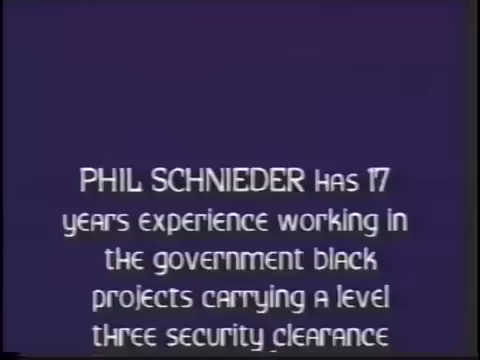 PHIL SCHNIEDER HAS 17
years experience working in
the government black
projects carrying a level
three security clearance